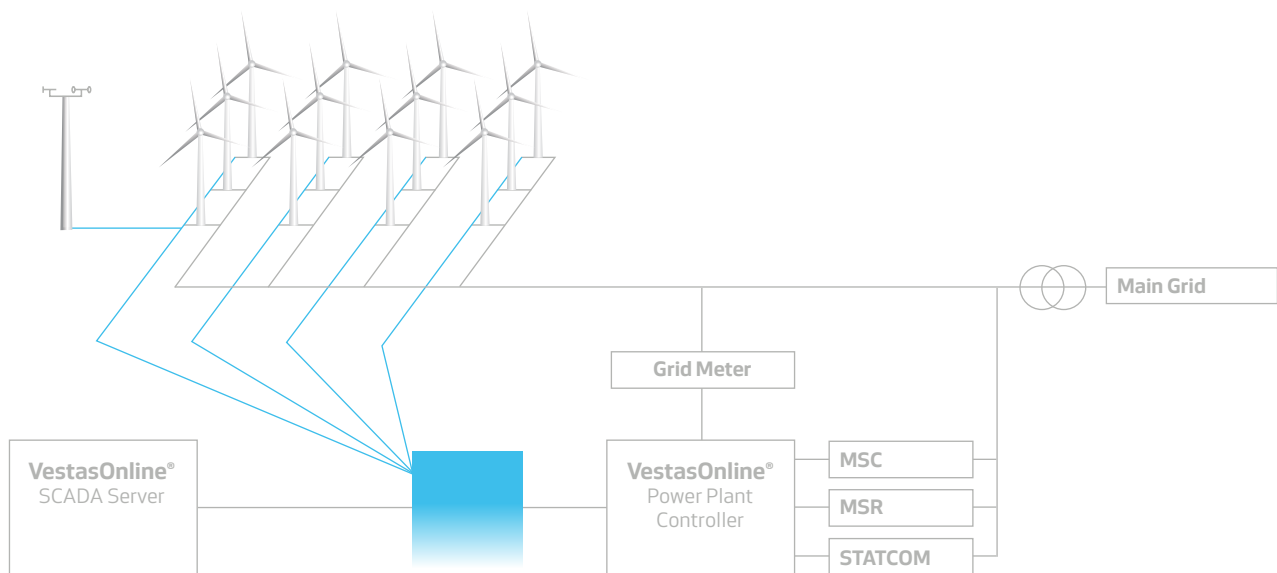 Main Grid
Grid Meter
VestasOnline®
SCADA Server
VestasOnline®
Power Plant
Controller
MSC
MSR
STATCOM